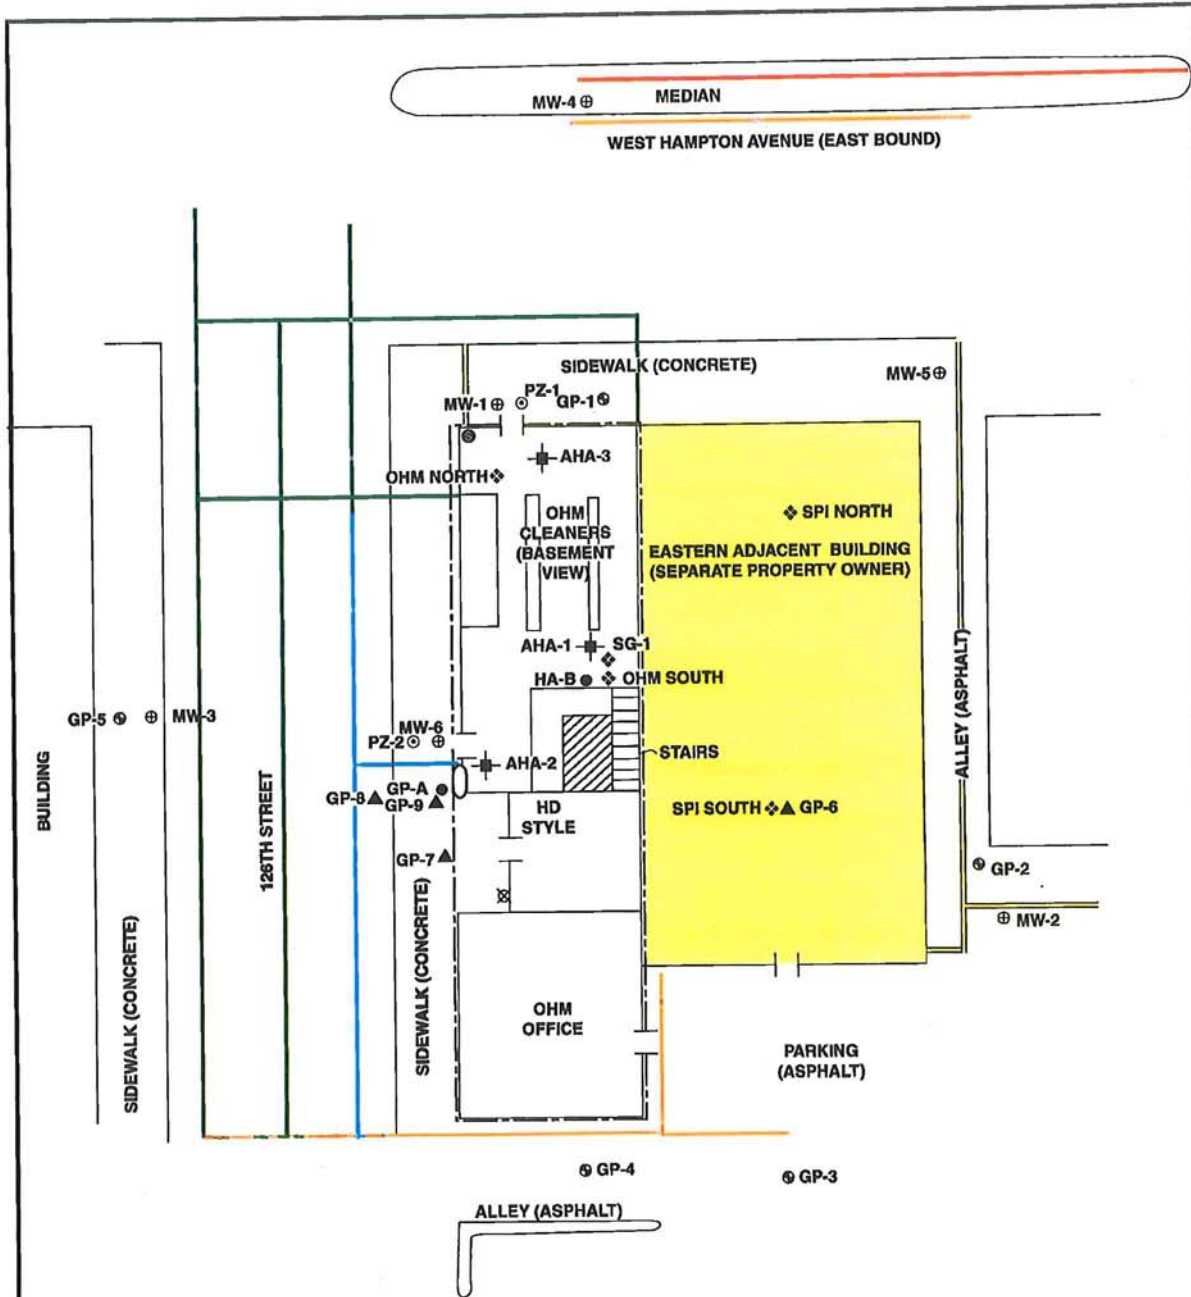 MW-4
MEDIAN
WEST HAMPTON AVENUE (EAST BOUND)
SIDEWALK (CONCRETE)
MW-5
PZ-1
MW-1
GP-1
AHA-3
OHM NORTH
OHM
CLEANERS
(BASEMENT
VIEW)
SPI NORTH
EASTERN ADJACENT BUILDING
(SEPARATE PROPERTY OWNER)
AHA-1
SG-1
HA-B
OHM SOUTH
GP-5
MW-3
MW-6
PZ-2
STAIRS
AHA-2
ALLEY (ASPHALT)
BUILDING
126TH STREET
GP-8
GP-A
GP-9
HD
STYLE
SPI SOUTH
GP-6
GP-7
GP-2
MW-2
SIDEWALK (CONCRETE)
SIDEWALK (CONCRETE)
OHM
OFFICE
PARKING
(ASPHALT)
GP-4
GP-3
ALLEY (ASPHALT)
S